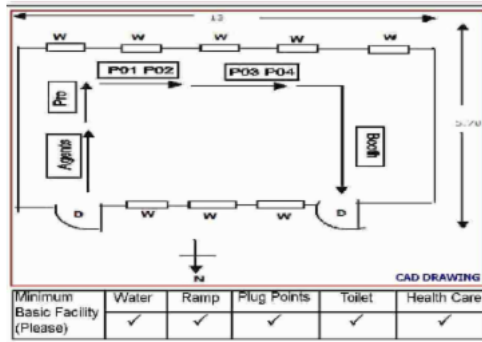 W W W W W
P01 P02 P03 P04
Pro
Agends
Booth
D W W W D
N
CAD DRAWING
Minimum Basic Facility (Please) Water Ramp Plug Points Toilet Health Care
✓ ✓ ✓ ✓ ✓